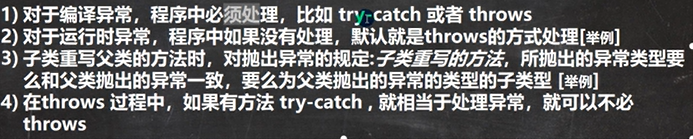 1) 对于编译异常，程序中必须处理，比如 try-catch 或者 throws
2) 对于运行时异常，程序中如果没有处理，默认就是throws的方式处理[举例]
3) 子类重写父类的方法时，对抛出异常的规定:子类重写的方法，所抛出的异常类型要
么和父类抛出的异常一致，要么为父类抛出的异常的类型的子类型 [举例]
4) 在throws 过程中，如果有方法 try-catch , 就相当于处理异常，就可以不必
throws